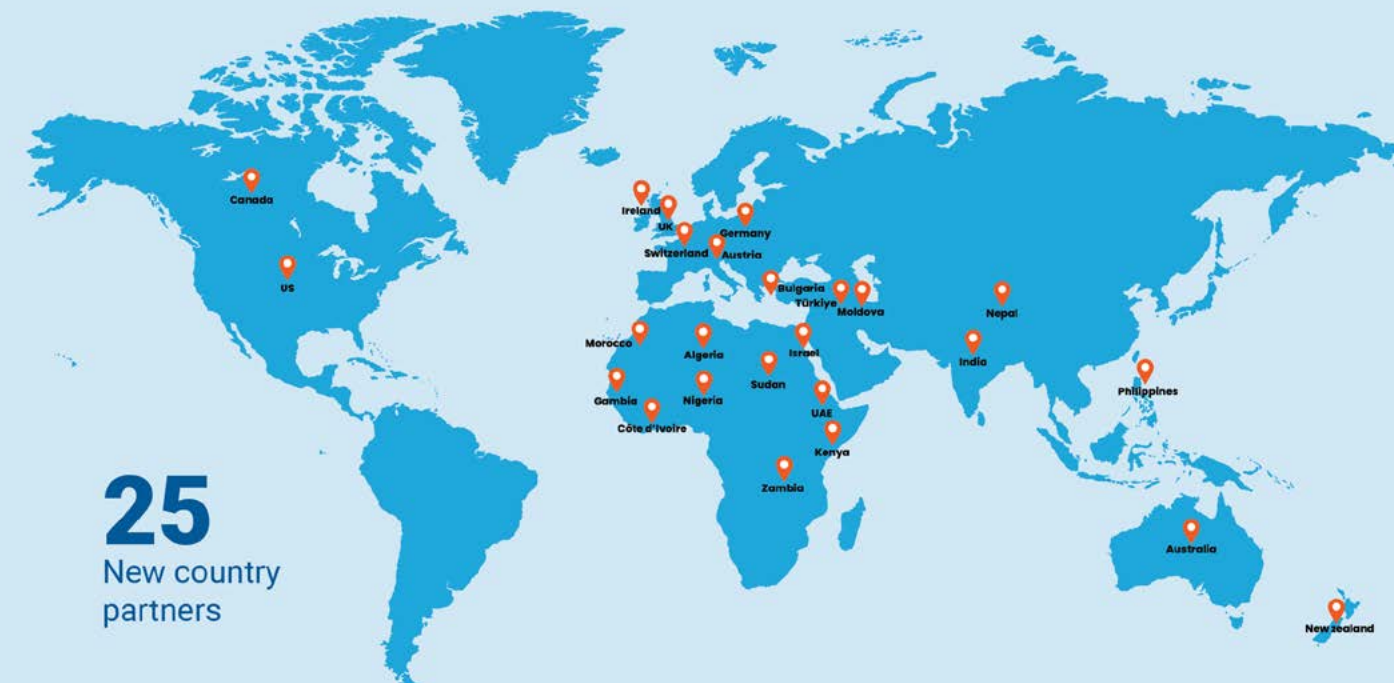 Canada
US
Ireland
UK
Germany
Switzerland
Austria
Bulgaria
Türkiye
Moldova
Nepal
India
Morocco
Algeria
Israel
Sudan
Philippines
Gambia
Nigeria
UAE
Côte d'Ivoire
Kenya
Zambia
Australia
New zealand
25
New country
partners